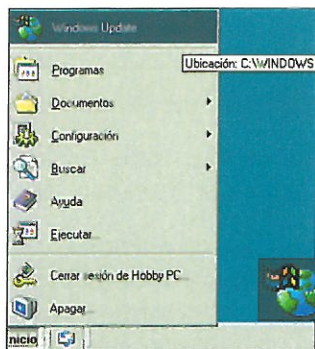 Windows Update
Programas
Ubicación: C:\WINDOWS
Documentos
Configuración
Buscar
Ayuda
Ejecutar...
Cerrar sesión de Hobby PC...
Apagar...
nicio